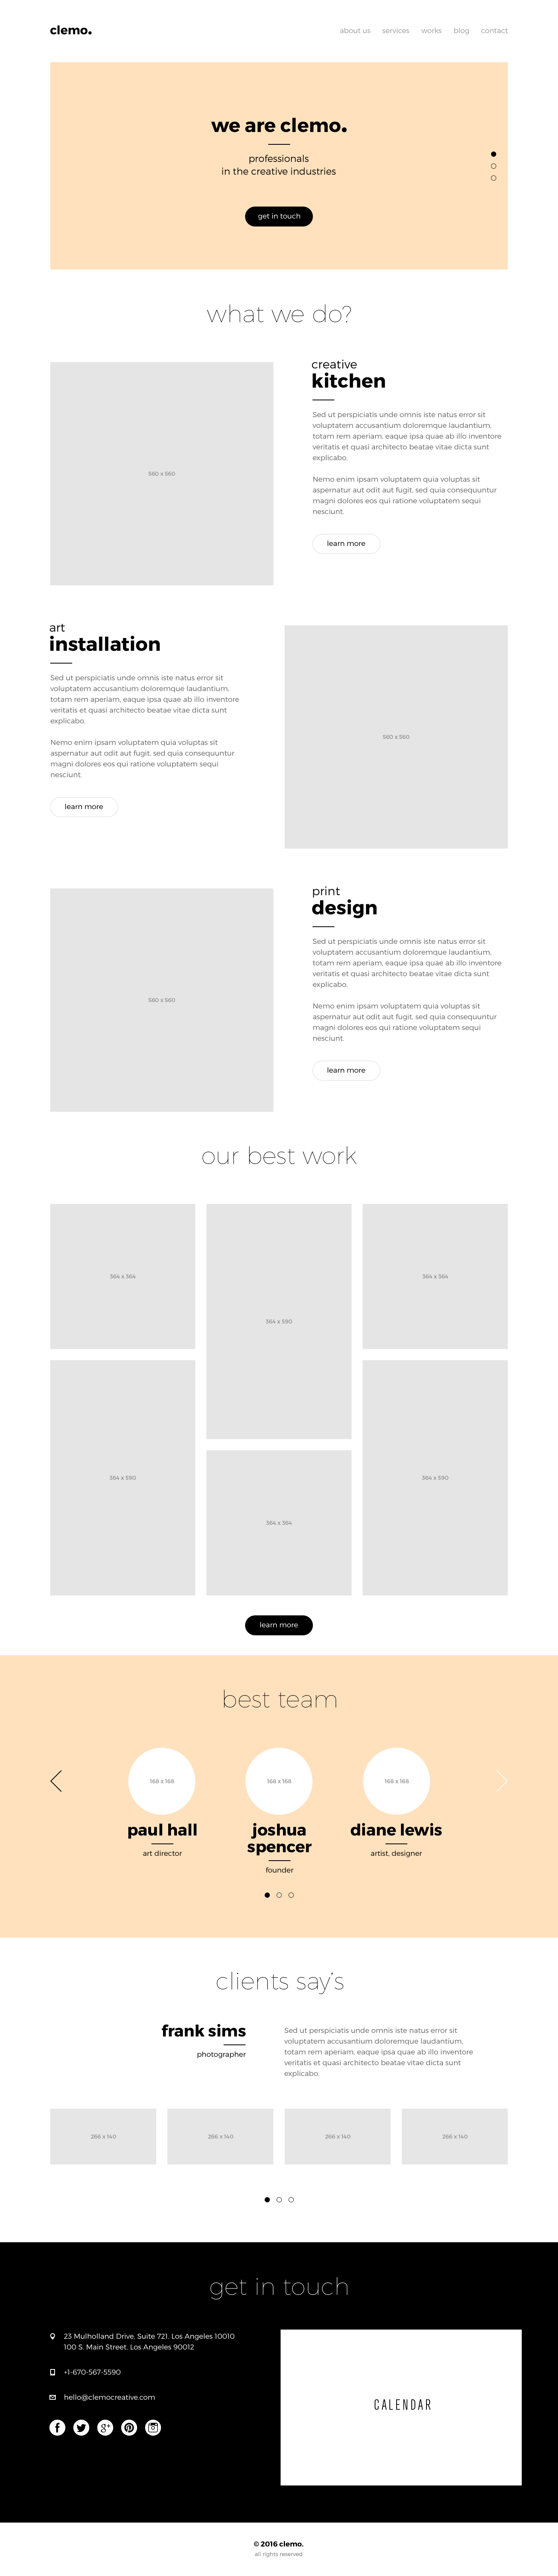 clemo.
about us services works blog contact
we are clemo.
professionals
in the creative industries
get in touch
what we do?
560 x 560
creative
kitchen
Sed ut perspiciatis unde omnis iste natus error sit
voluptatem accusantium doloremque laudantium,
totam rem aperiam, eaque ipsa quae ab illo inventore
veritatis et quasi architecto beatae vitae dicta sunt
explicabo.
Nemo enim ipsam voluptatem quia voluptas sit
aspernatur aut odit aut fugit, sed quia consequuntur
magni dolores eos qui ratione voluptatem sequi
nesciunt.
learn more
art
installation
Sed ut perspiciatis unde omnis iste natus error sit
voluptatem accusantium doloremque laudantium,
totam rem aperiam, eaque ipsa quae ab illo inventore
veritatis et quasi architecto beatae vitae dicta sunt
explicabo.
Nemo enim ipsam voluptatem quia voluptas sit
aspernatur aut odit aut fugit, sed quia consequuntur
magni dolores eos qui ratione voluptatem sequi
nesciunt.
learn more
560 x 560
560 x 560
print
design
Sed ut perspiciatis unde omnis iste natus error sit
voluptatem accusantium doloremque laudantium,
totam rem aperiam, eaque ipsa quae ab illo inventore
veritatis et quasi architecto beatae vitae dicta sunt
explicabo.
Nemo enim ipsam voluptatem quia voluptas sit
aspernatur aut odit aut fugit, sed quia consequuntur
magni dolores eos qui ratione voluptatem sequi
nesciunt.
learn more
our best work
364 x 364
364 x 590
364 x 364
364 x 590
364 x 364
364 x 590
learn more
best team
168 x 168
168 x 168
168 x 168
paul hall
art director
joshua
spencer
founder
diane lewis
artist, designer
clients say's
frank sims
photographer
Sed ut perspiciatis unde omnis iste natus error sit
voluptatem accusantium doloremque laudantium,
totam rem aperiam, eaque ipsa quae ab illo inventore
veritatis et quasi architecto beatae vitae dicta sunt
explicabo.
266 x 140
266 x 140
266 x 140
266 x 140
get in touch
23 Mulholland Drive, Suite 721. Los Angeles 10010
100 S. Main Street. Los Angeles 90012
+1-670-567-5590
hello@clemocreative.com
CALENDAR
© 2016 clemo.
all rights reserved